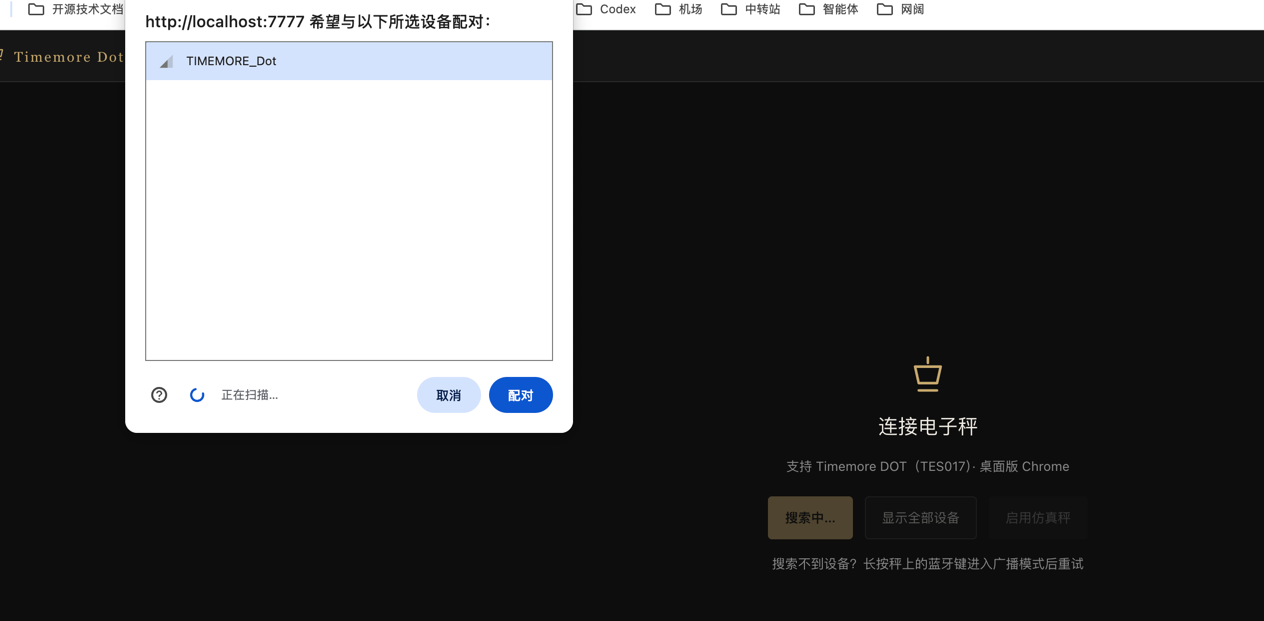 开源技术文档
Codex
机场
中转站
智能体
网阅
http://localhost:7777 希望与以下所选设备配对：
TIMEMORE_Dot
正在扫描...
取消
配对
Timemore Dot
连接电子秤
支持 Timemore DOT（TES017）· 桌面版 Chrome
搜索中...
显示全部设备
启用仿真秤
搜索不到设备？长按秤上的蓝牙键进入广播模式后重试